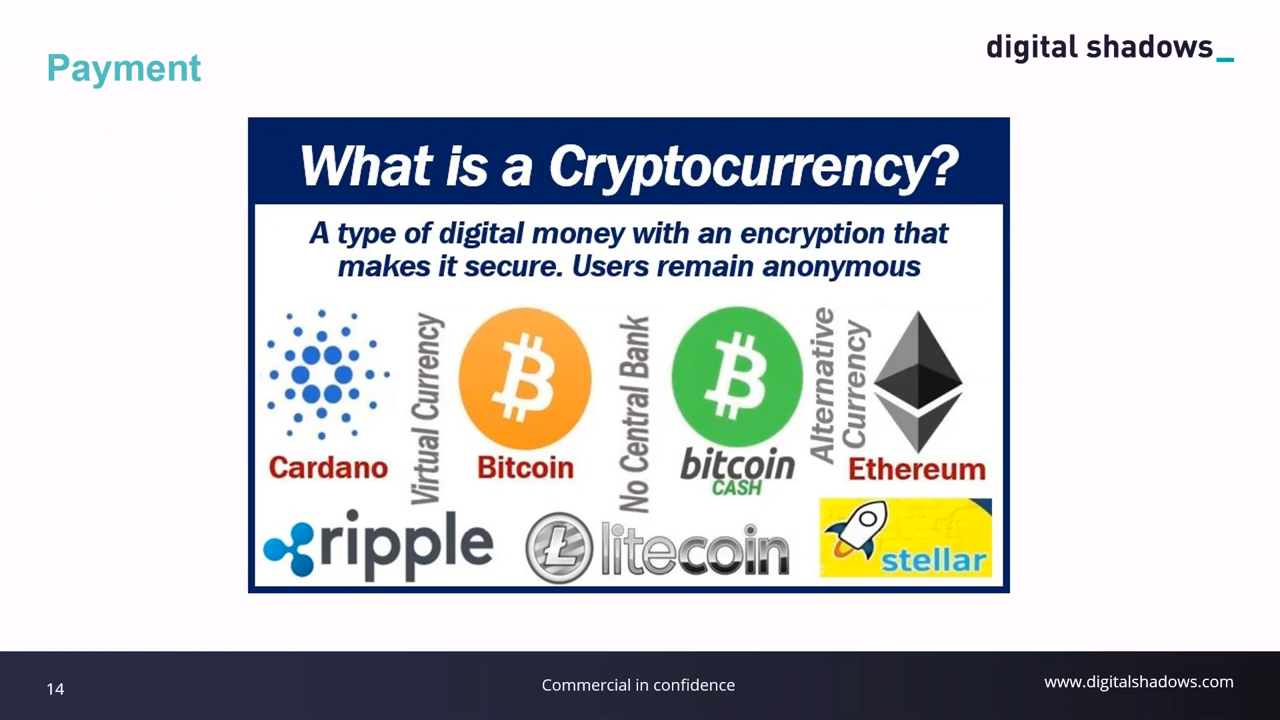 Payment
digital shadows_
What is a Cryptocurrency?
A type of digital money with an encryption that
makes it secure. Users remain anonymous
Cardano
Virtual Currency
Bitcoin
No Central Bank
bitcoin
CASH
Alternative
Currency
Ethereum
ripple
litecoin
stellar
14
Commercial in confidence
www.digitalshadows.com